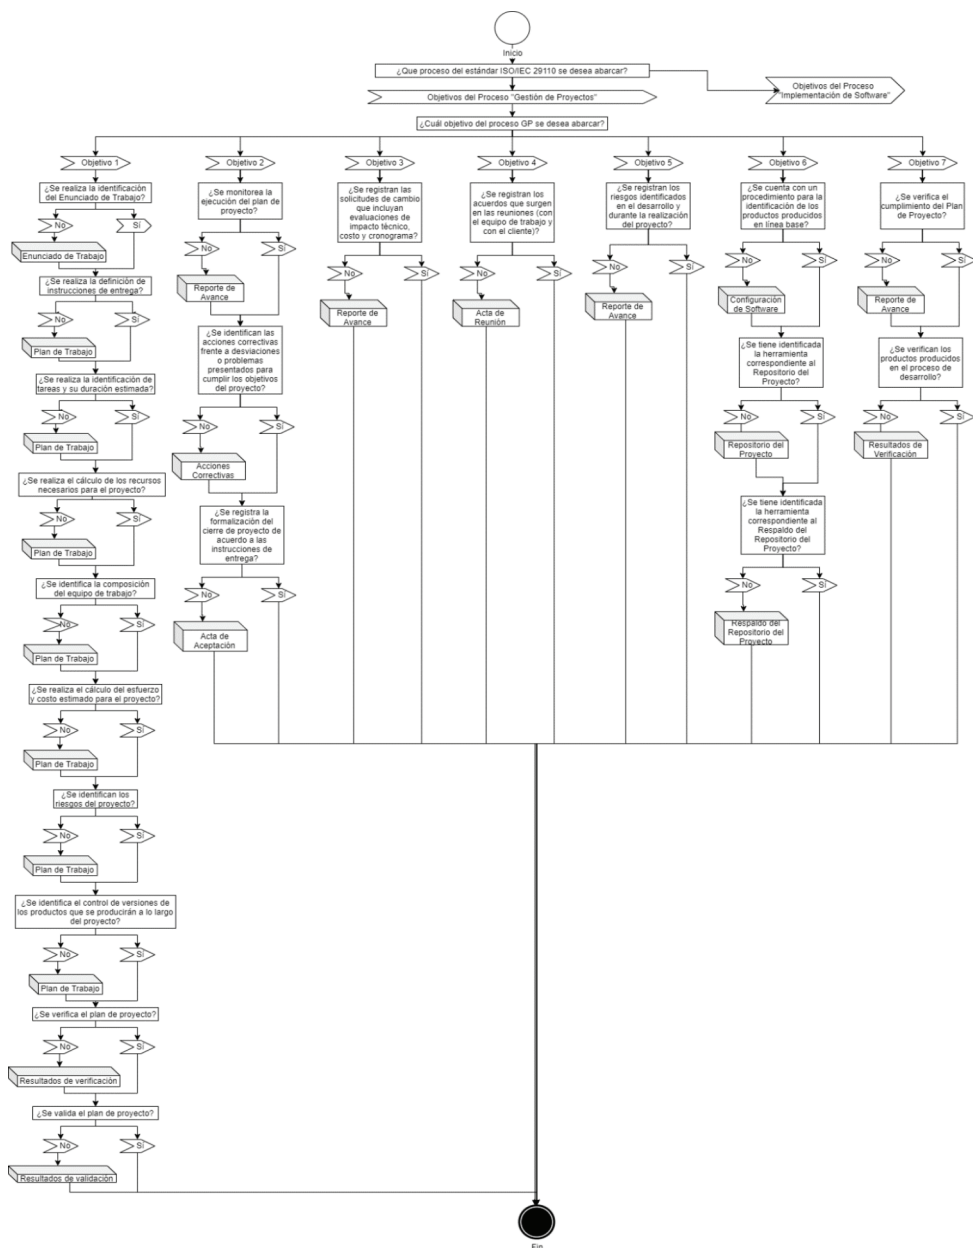 Inicio
¿Que proceso del estándar ISO/IEC 29110 se desea abarcar?
Objetivos del Proceso
"Implementación de Software"
Objetivos del Proceso "Gestión de Proyectos"
¿Cuál objetivo del proceso GP se desea abarcar?
Objetivo 1
¿Se realiza la identificación
del Enunciado de Trabajo?
No
Sí
Enunciado de Trabajo
¿Se realiza la definición de
instrucciones de entrega?
No
Sí
Plan de Trabajo
¿Se realiza la identificación de
tareas y su duración estimada?
No
Sí
Plan de Trabajo
¿Se realiza el cálculo de los recursos
necesarios para el proyecto?
No
Sí
Plan de Trabajo
¿Se identifica la composición
del equipo de trabajo?
No
Sí
Plan de Trabajo
¿Se realiza el cálculo del esfuerzo
y costo estimado para el proyecto?
No
Sí
Plan de Trabajo
¿Se identifican los
riesgos del proyecto?
No
Sí
Plan de Trabajo
¿Se identifica el control de versiones de
los productos que se producirán a lo largo
del proyecto?
No
Sí
Plan de Trabajo
¿Se verifica el plan de proyecto?
No
Sí
Resultados de verificación
¿Se valida el plan de proyecto?
No
Sí
Resultados de validación
Objetivo 2
¿Se monitorea la
ejecución del plan de
proyecto?
No
Sí
Reporte de
Avance
¿Se identifican las
acciones correctivas
frente a desviaciones
o problemas
presentados para
cumplir los objetivos
del proyecto?
No
Sí
Acciones
Correctivas
¿Se registra la
formalización del
cierre de proyecto de
acuerdo a las
instrucciones de
entrega?
No
Sí
Acta de
Aceptación
Objetivo 3
¿Se registran las
solicitudes de cambio
que incluyan
evaluaciones de
impacto técnico,
costo y cronograma?
No
Sí
Reporte de
Avance
Objetivo 4
¿Se registran los
acuerdos que surgen
en las reuniones (con
el equipo de trabajo y
con el cliente)?
No
Sí
Acta de
Reunión
Objetivo 5
¿Se registran los
riesgos identificados
en el desarrollo y
durante la realización
del proyecto?
No
Sí
Reporte de
Avance
Objetivo 6
¿Se cuenta con un
procedimiento para la
identificación de los
productos producidos
en línea base?
No
Sí
Configuración
de Software
¿Se tiene identificada
la herramienta
correspondiente al
Repositorio del
Proyecto?
No
Sí
Repositorio del
Proyecto
¿Se tiene identificada
la herramienta
correspondiente al
Respaldo del
Repositorio del
Proyecto?
No
Sí
Respaldo del
Repositorio del
Proyecto
Objetivo 7
¿Se verifica el
cumplimiento del Plan
de Proyecto?
No
Sí
Reporte de
Avance
¿Se verifican los
productos producidos
en el proceso de
desarrollo?
No
Sí
Resultados de
Verificación
Fin